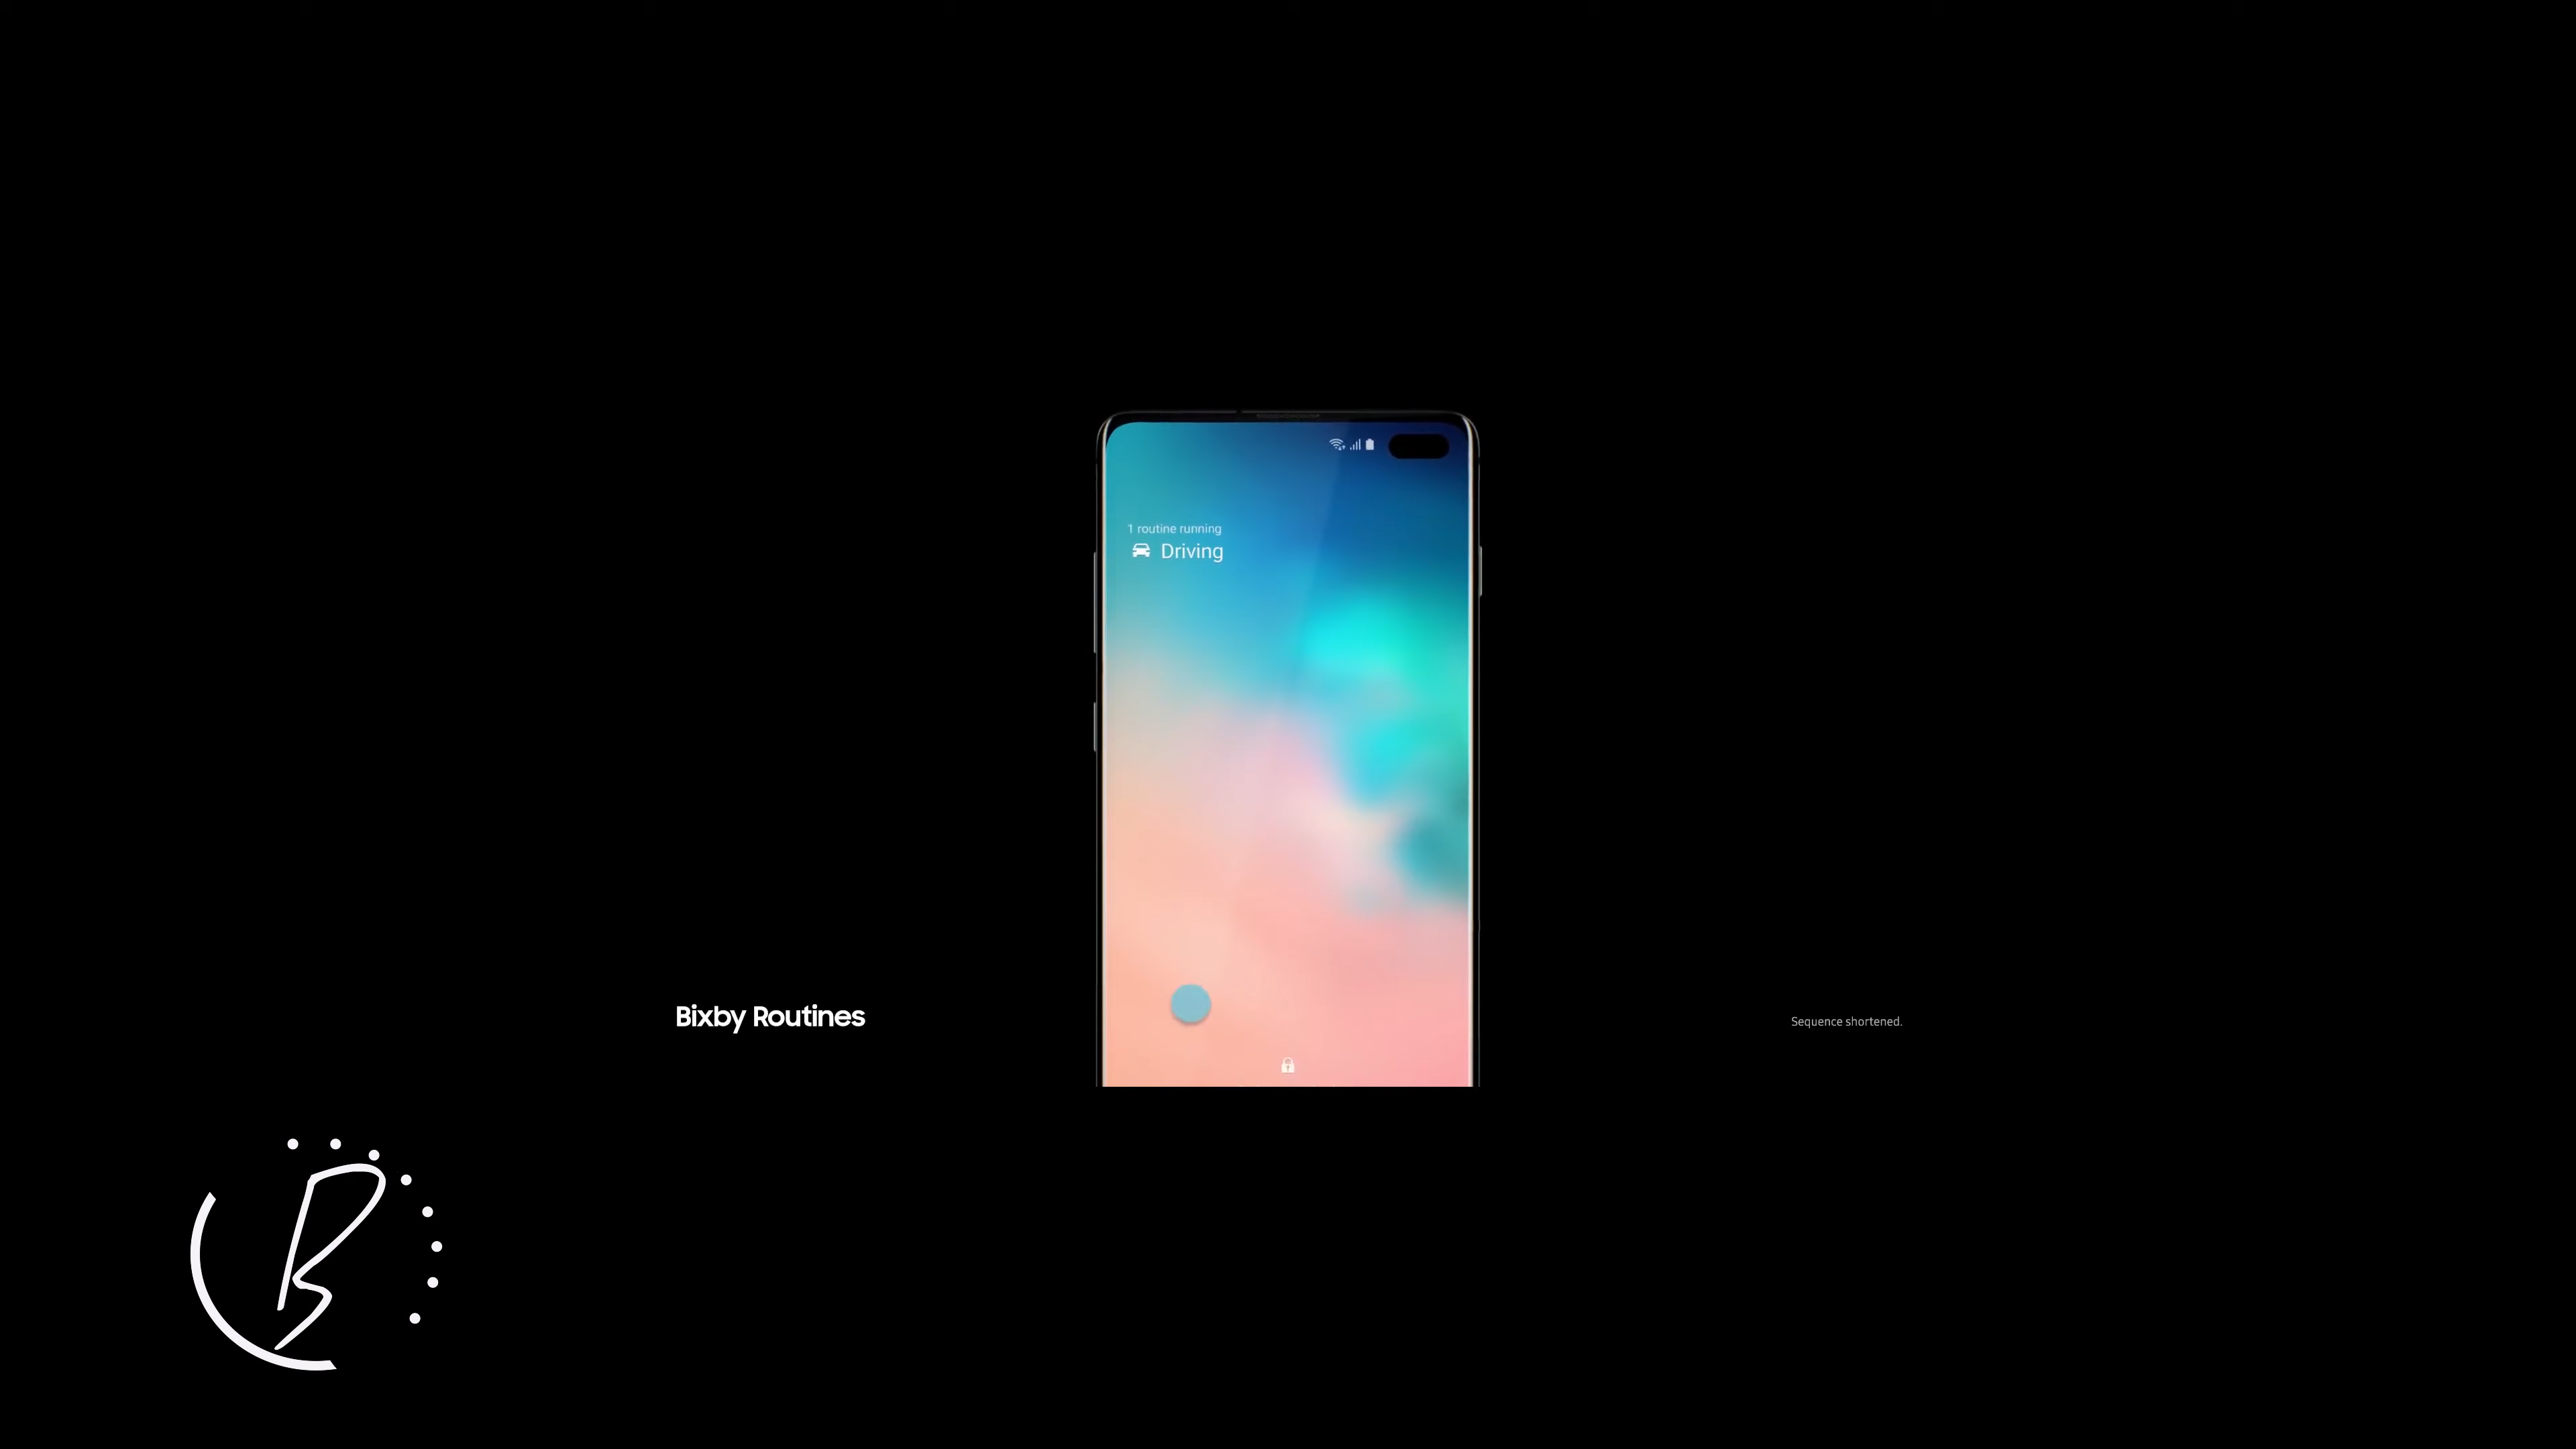 1 routine running
Driving
Bixby Routines
Sequence shortened.
B